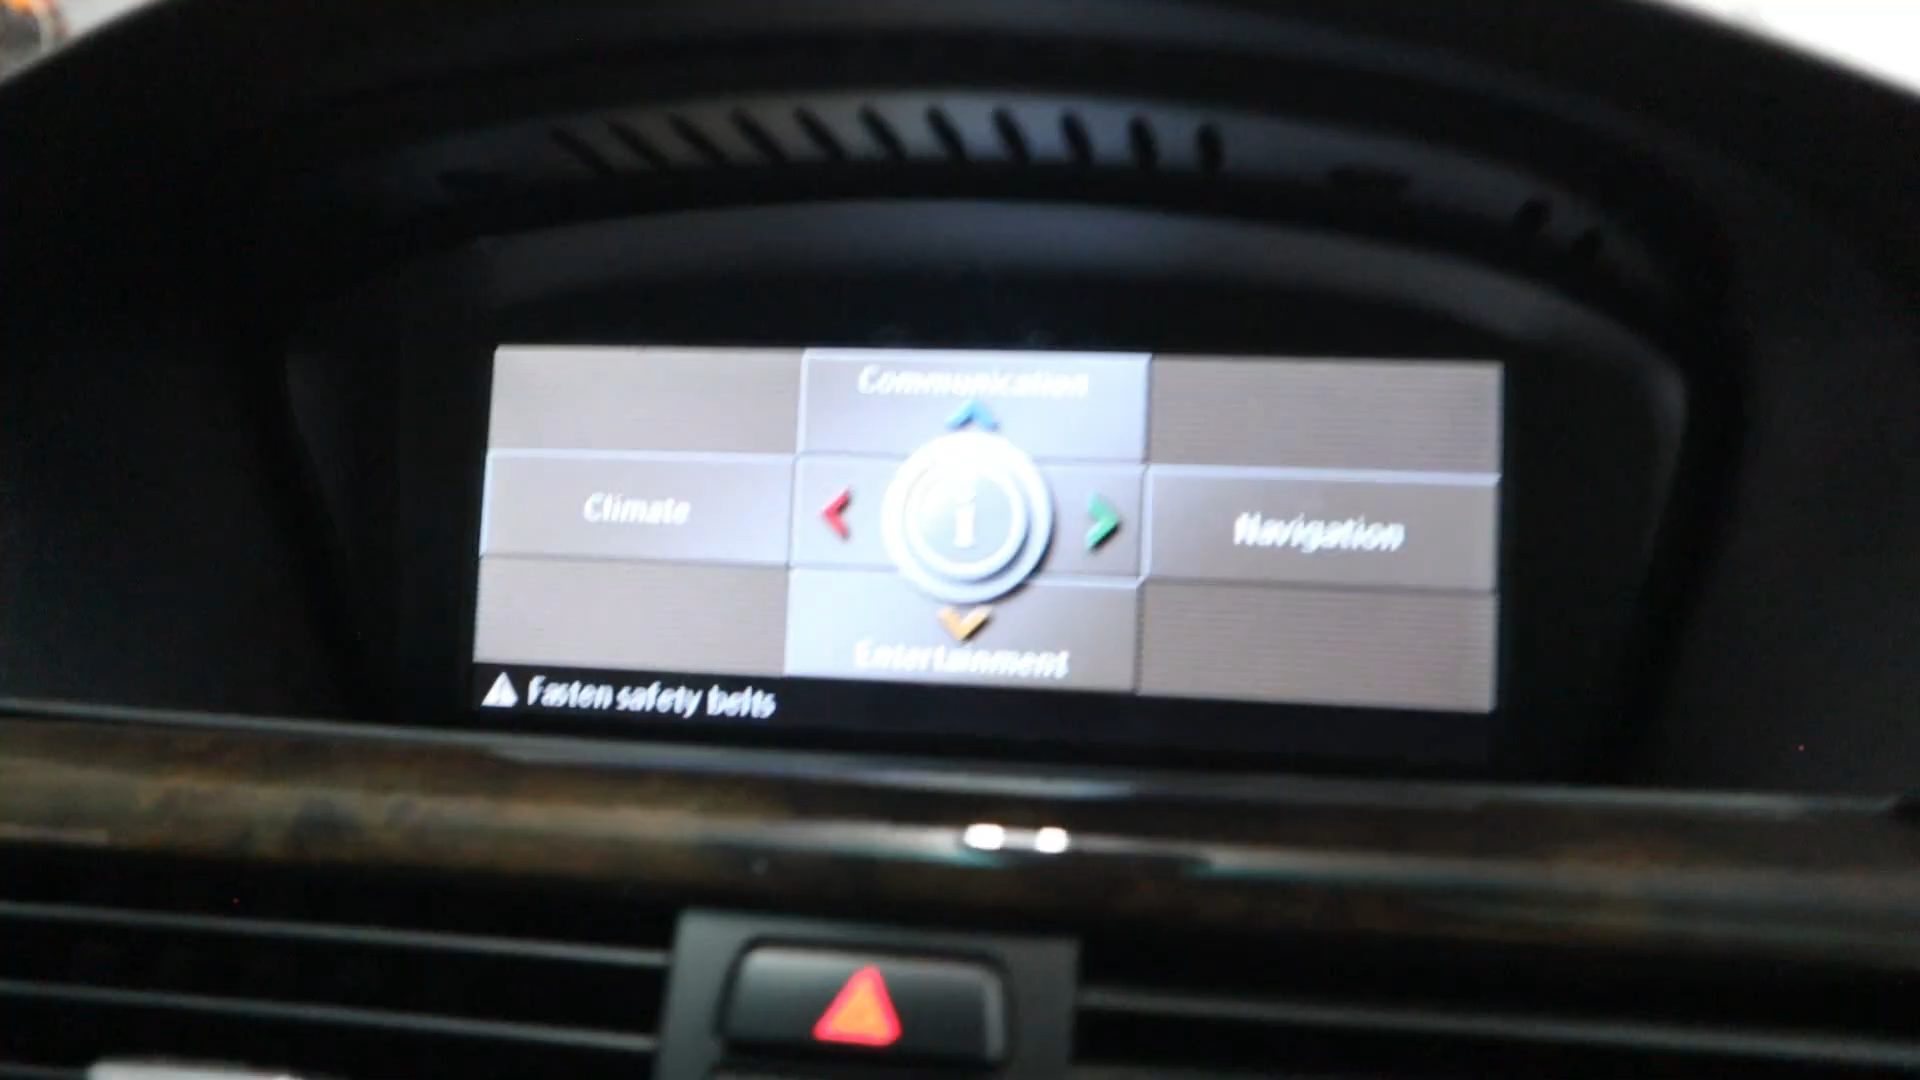 Communication
Climate
i
Navigation
Entertainment
Fasten safety belts